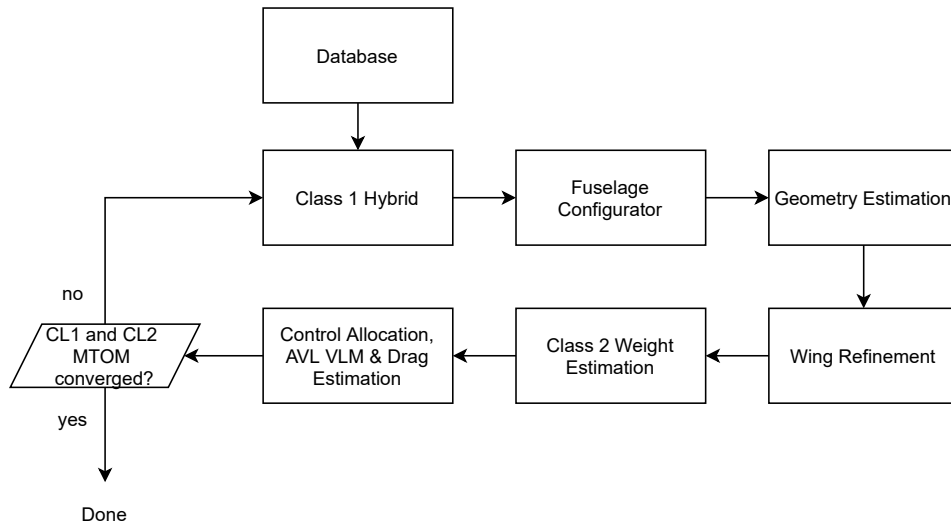 Database
Class 1 Hybrid
Fuselage
Configurator
Geometry Estimation
no
CL1 and CL2
MTOM
converged?
Control Allocation,
AVL VLM & Drag
Estimation
Class 2 Weight
Estimation
Wing Refinement
yes
Done